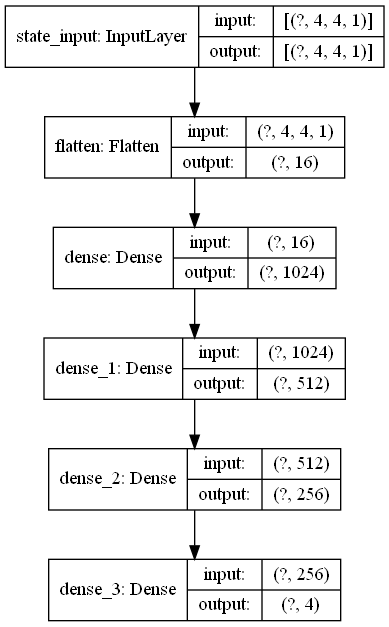 state_input: InputLayer
input: [(?, 4, 4, 1)]
output: [(?, 4, 4, 1)]
flatten: Flatten
input: (?, 4, 4, 1)
output: (?, 16)
dense: Dense
input: (?, 16)
output: (?, 1024)
dense_1: Dense
input: (?, 1024)
output: (?, 512)
dense_2: Dense
input: (?, 512)
output: (?, 256)
dense_3: Dense
input: (?, 256)
output: (?, 4)